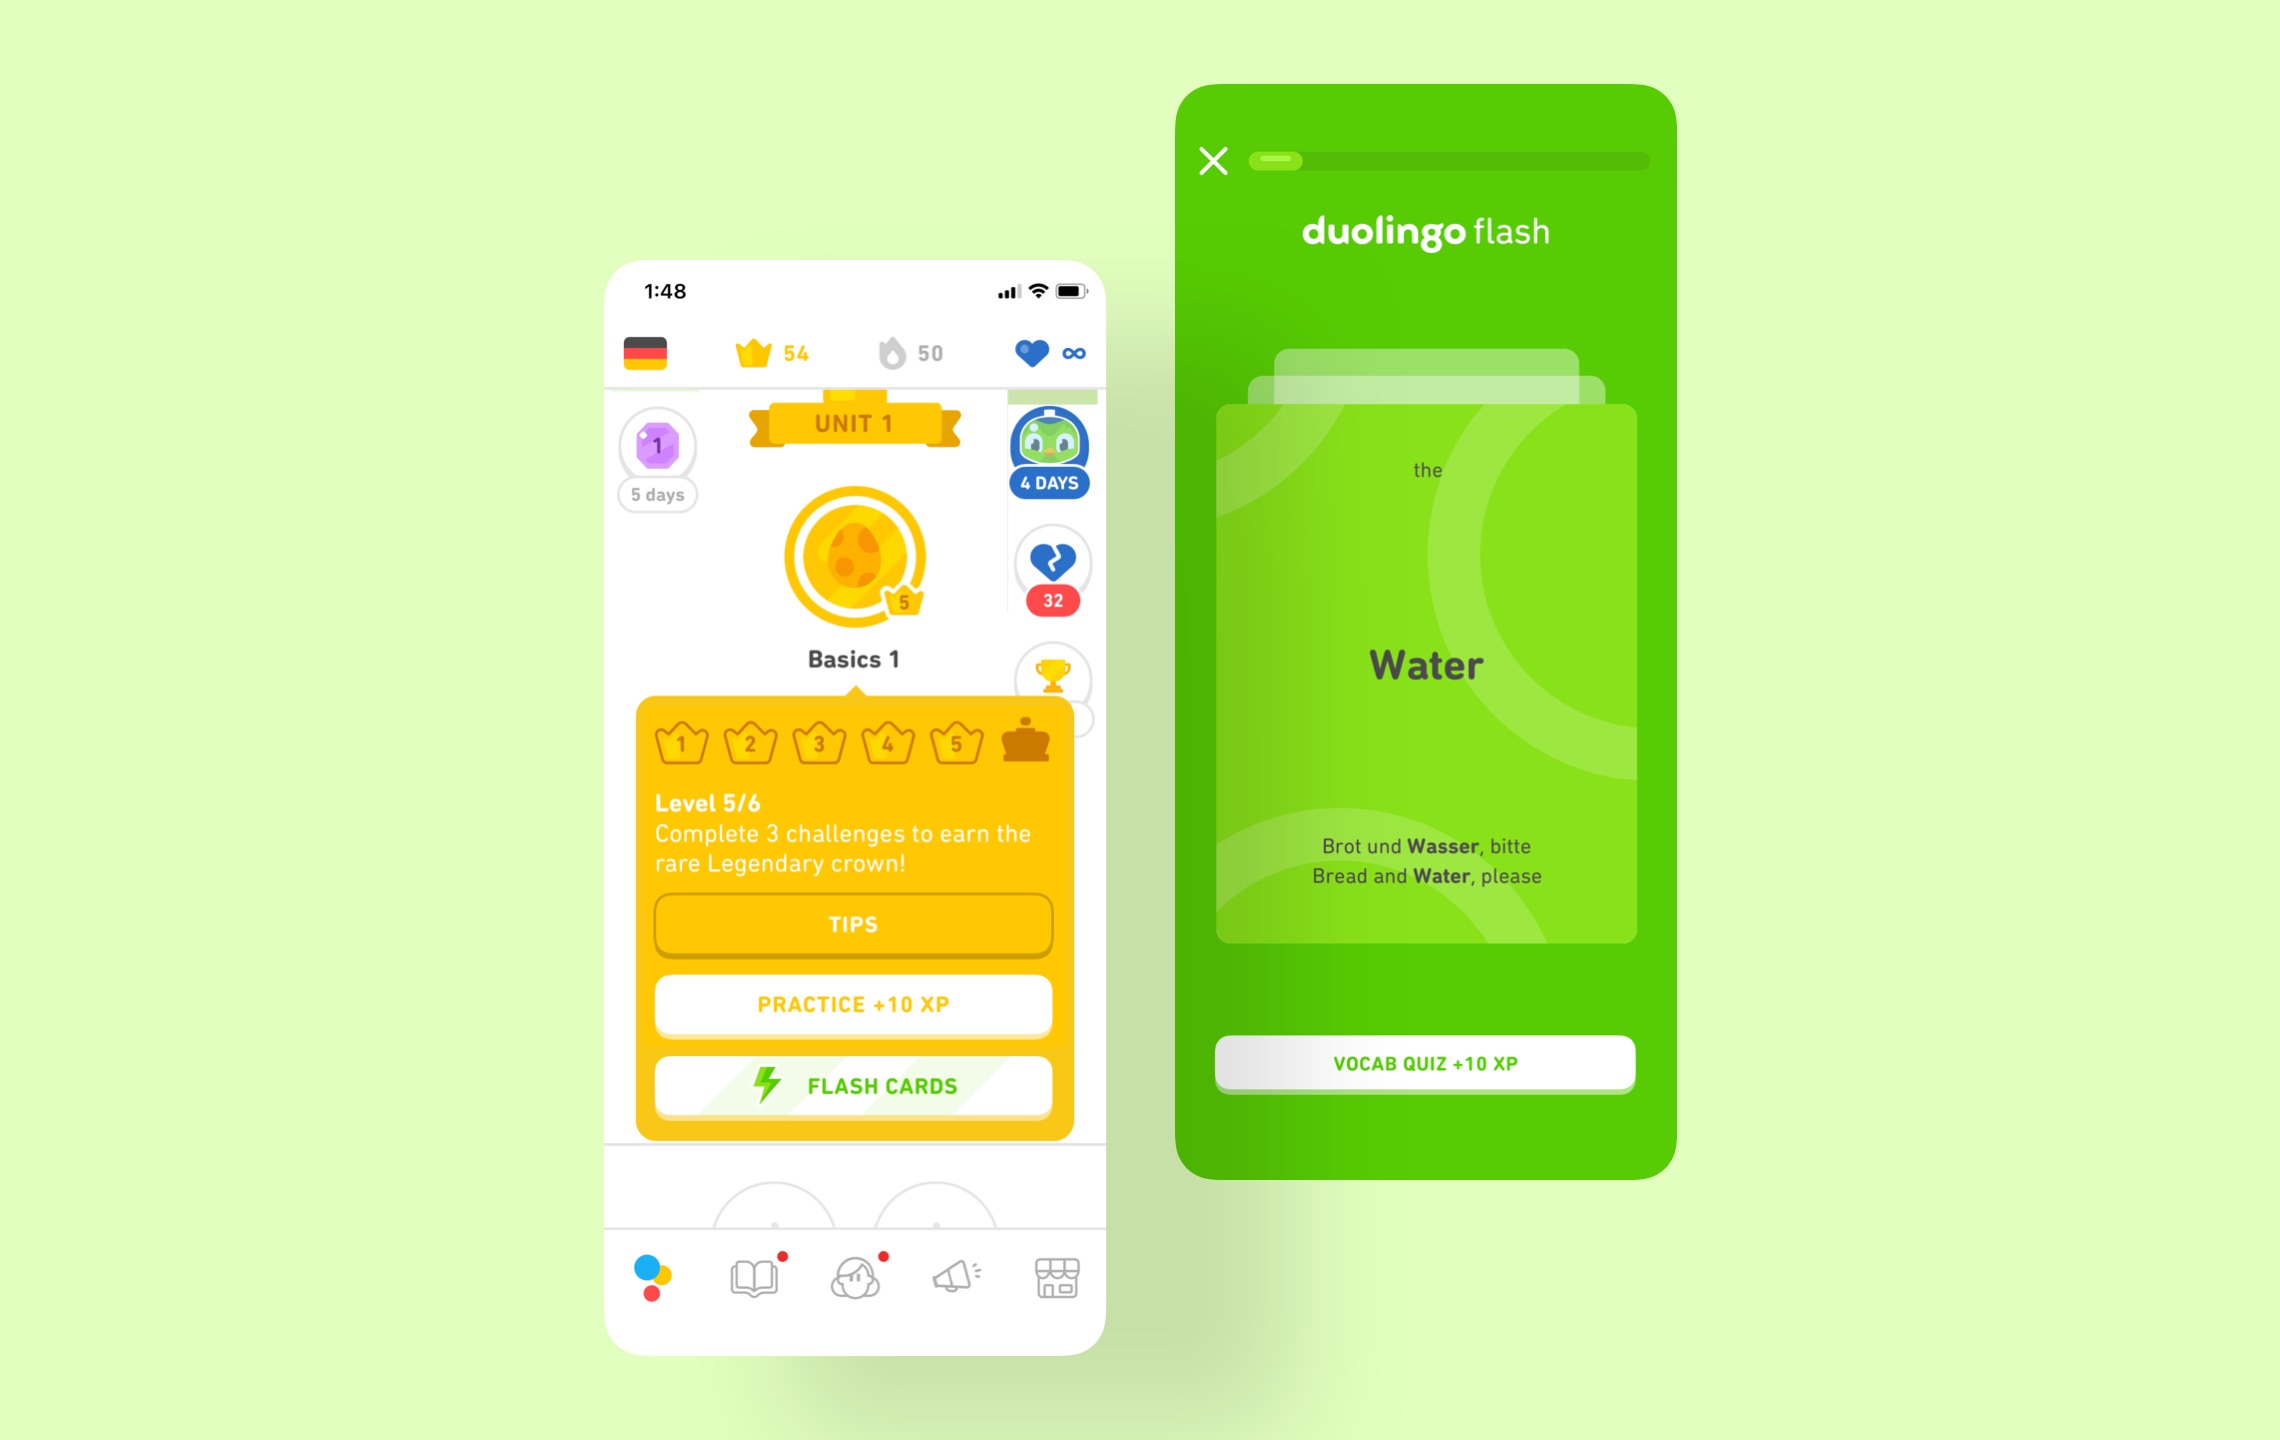 1:48
54
50
∞
UNIT 1
1
5 days
4 DAYS
5
32
Basics 1
1 2 3 4 5
Level 5/6
Complete 3 challenges to earn the
rare Legendary crown!
TIPS
PRACTICE +10 XP
FLASH CARDS
duolingo flash
the
Water
Brot und Wasser, bitte
Bread and Water, please
VOCAB QUIZ +10 XP